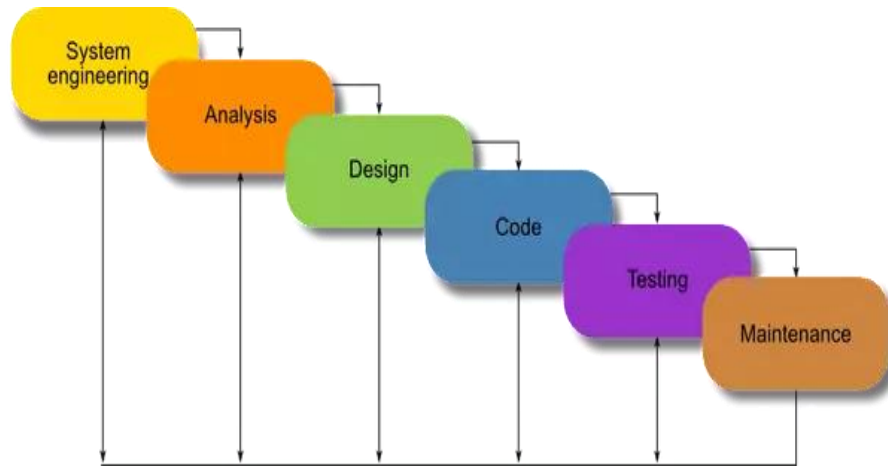 System
engineering
Analysis
Design
Code
Testing
Maintenance